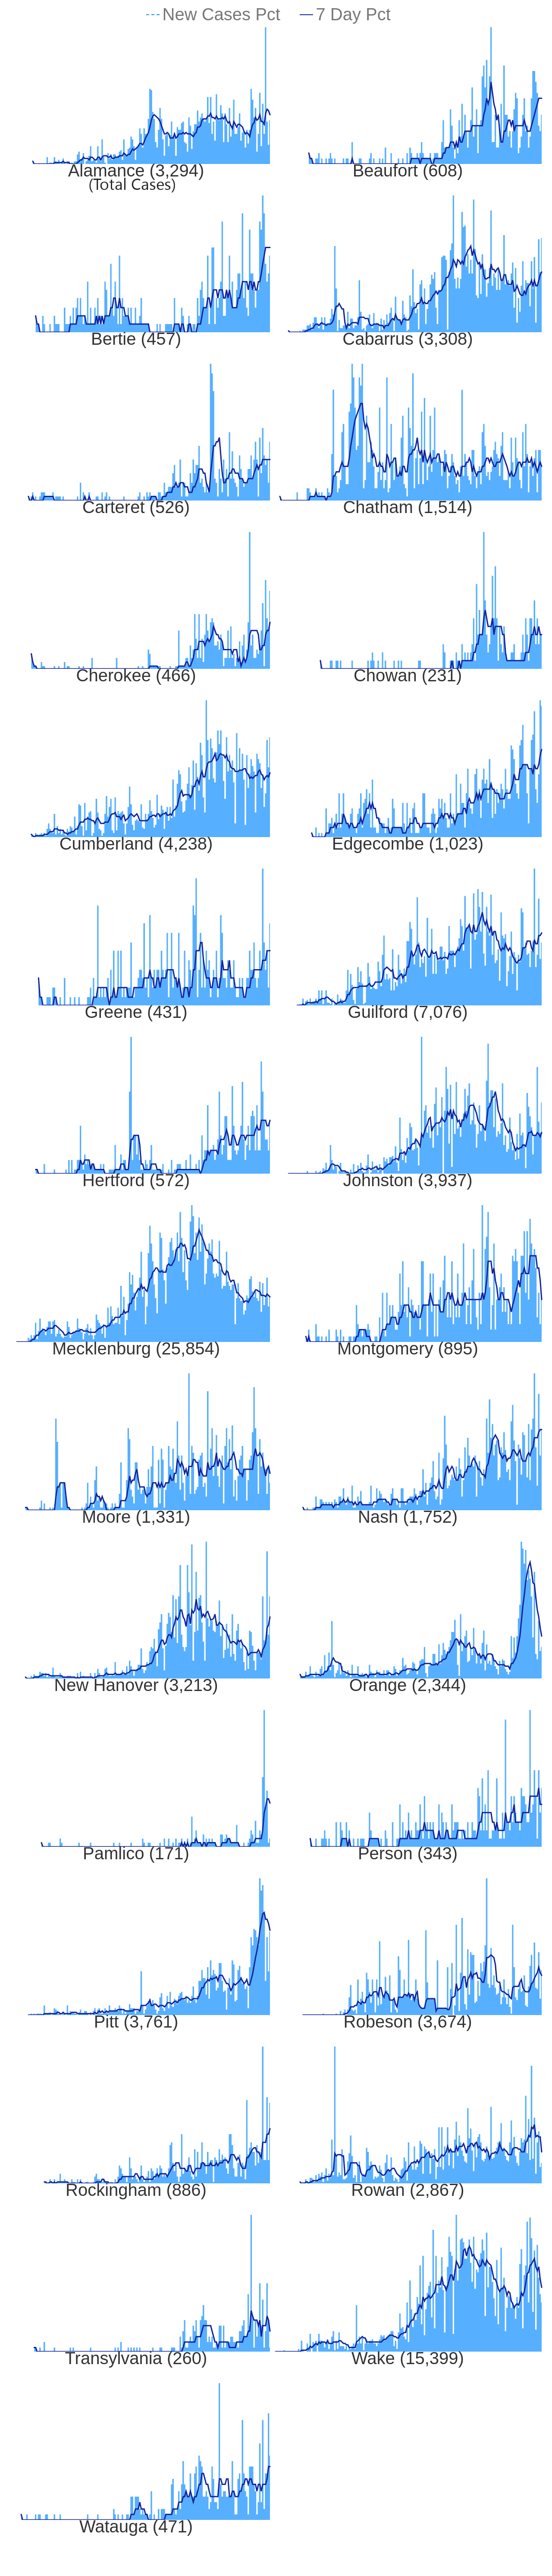 New Cases Pct 7 Day Pct
Alamance (3,294) Beaufort (608)
(Total Cases)
Bertie (457) Cabarrus (3,308)
Carteret (526) Chatham (1,514)
Cherokee (466) Chowan (231)
Cumberland (4,238) Edgecombe (1,023)
Greene (431) Guilford (7,076)
Hertford (572) Johnston (3,937)
Mecklenburg (25,854) Montgomery (895)
Moore (1,331) Nash (1,752)
New Hanover (3,213) Orange (2,344)
Pamlico (171) Person (343)
Pitt (3,761) Robeson (3,674)
Rockingham (886) Rowan (2,867)
Transylvania (260) Wake (15,399)
Watauga (471)